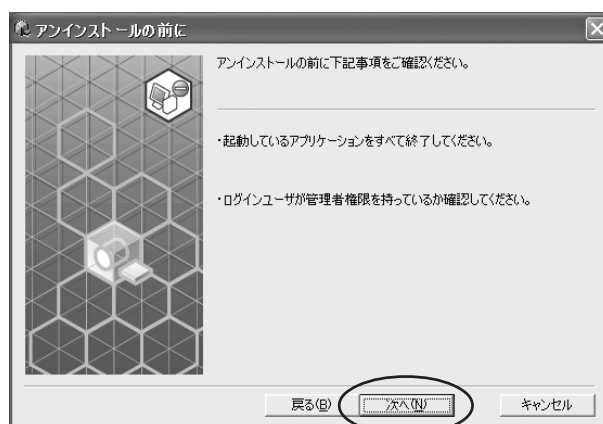 アンインストールの前に
アンインストールの前に下記事項をご確認ください。
・起動しているアプリケーションをすべて終了してください。
・ログインユーザが管理者権限を持っているか確認してください。
戻る(B) 次へ(N) キャンセル